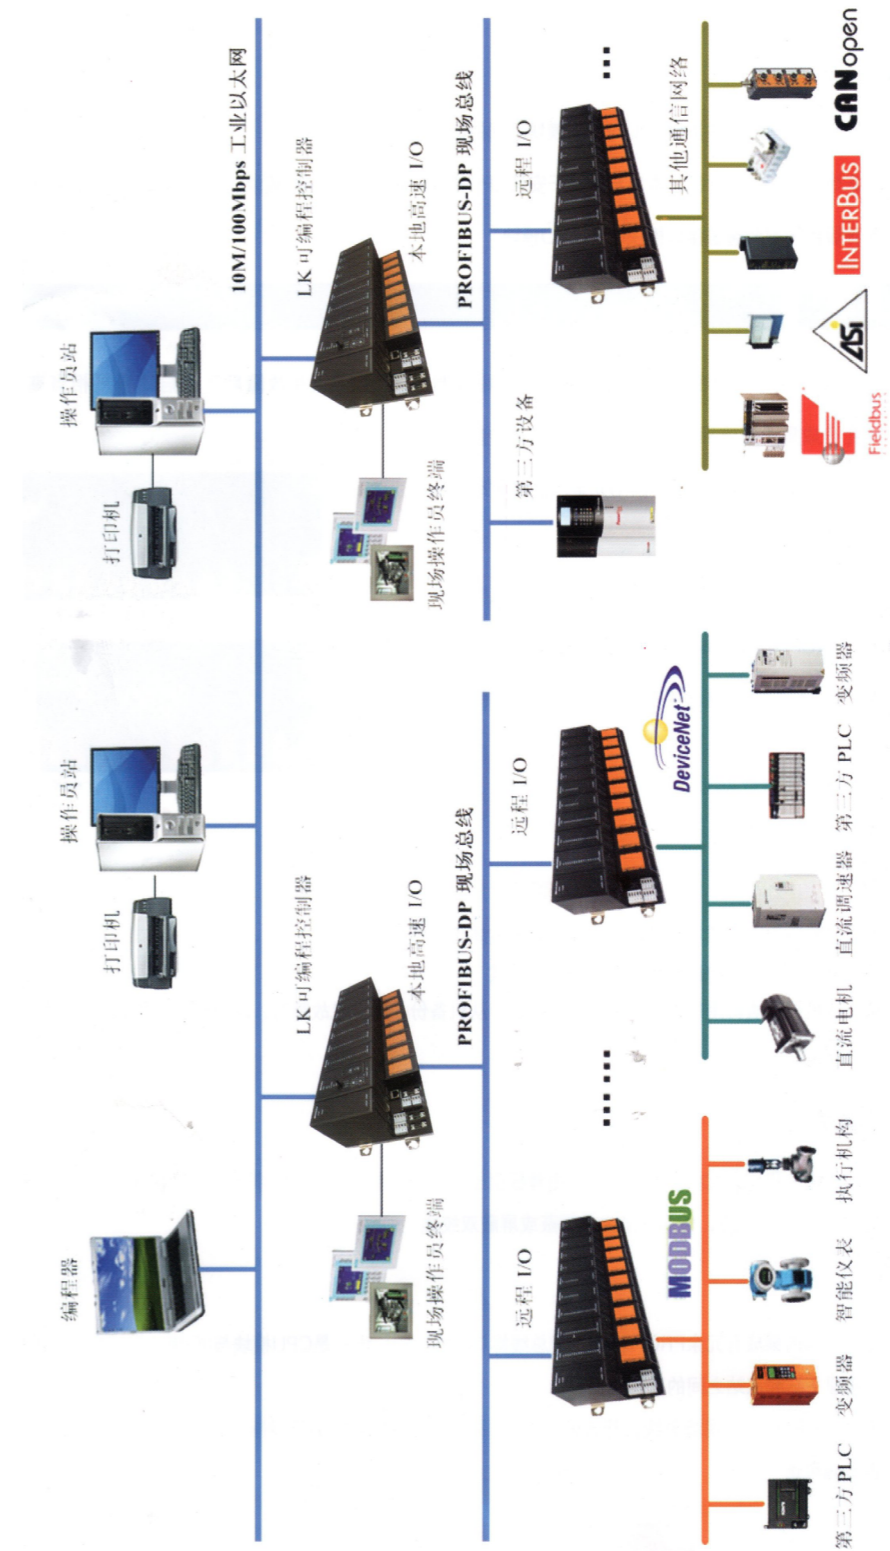 编程器
操作员站
操作员站
打印机
打印机
10M/100Mbps 工业以太网
LK 可编程控制器
LK 可编程控制器
本地高速 I/O
本地高速 I/O
现场操作员终端
现场操作员终端
PROFIBUS-DP 现场总线
PROFIBUS-DP 现场总线
远程 I/O
远程 I/O
第三方设备
远程 I/O
......
...
MODBUS
DeviceNet
其他通信网络
第三方 PLC
变频器
智能仪表
执行机构
直流电机
直流调速器
第三方 PLC
变频器
Fieldbus
ASi
INTERBUS
CANopen